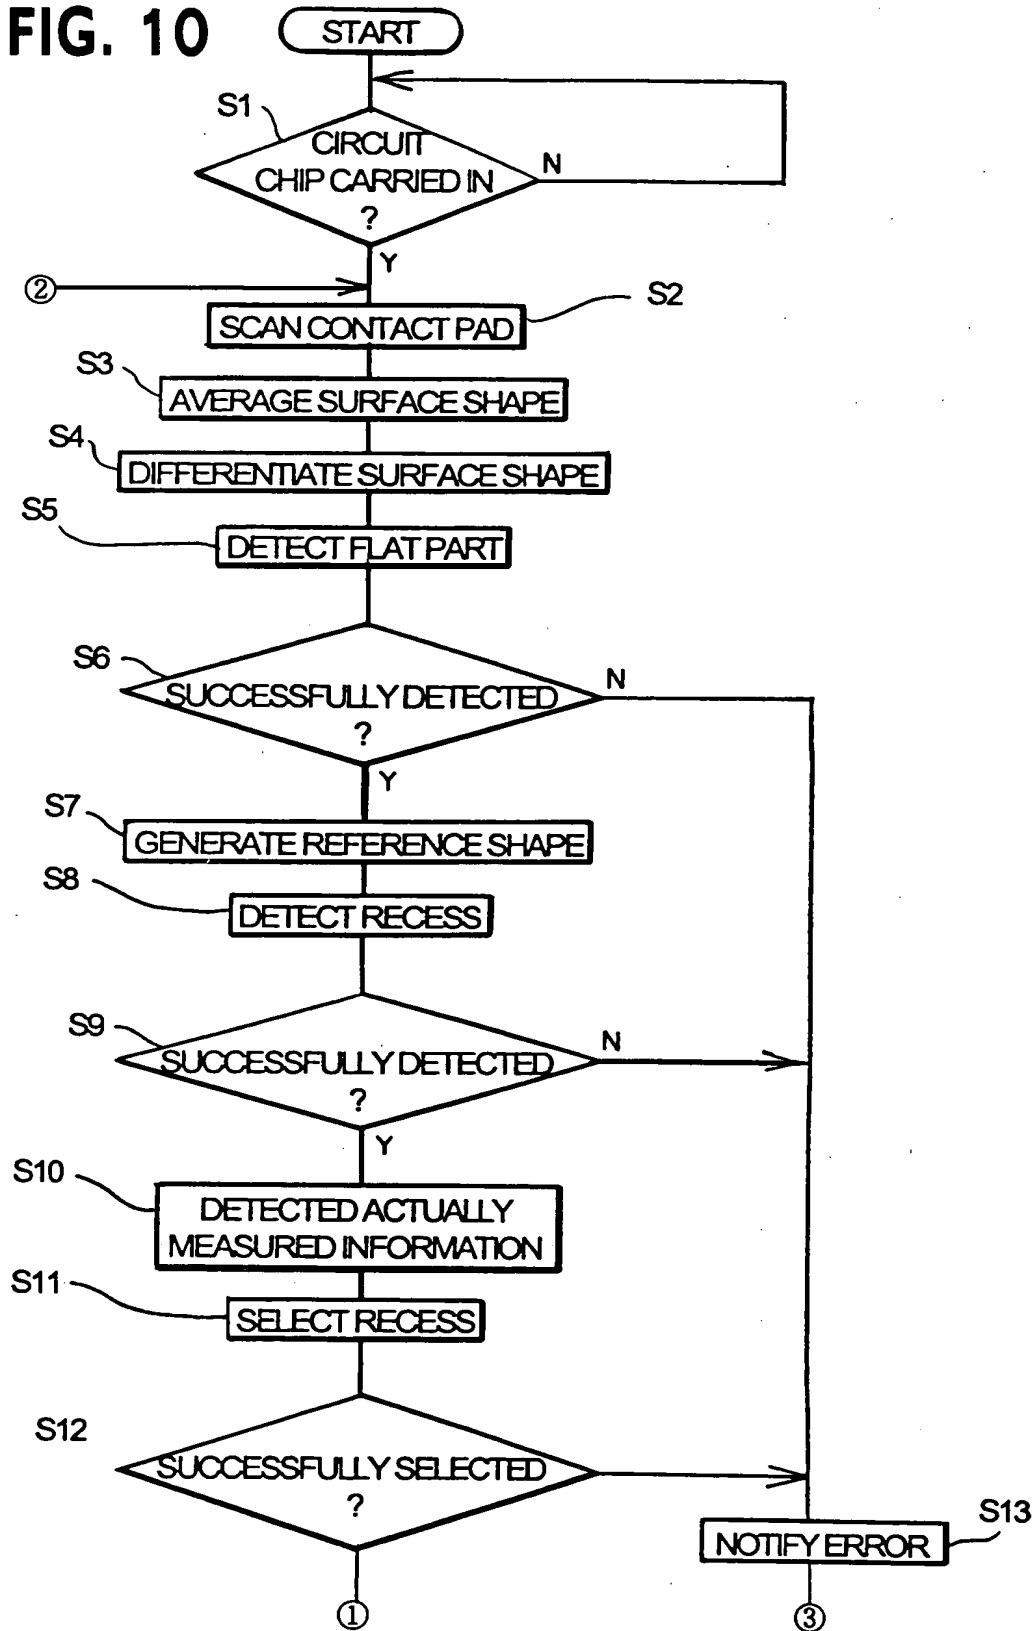 FIG. 10
START
S1
CIRCUIT
CHIP CARRIED IN
?
N
Y
②
S2
SCAN CONTACT PAD
S3
AVERAGE SURFACE SHAPE
S4
DIFFERENTIATE SURFACE SHAPE
S5
DETECT FLAT PART
S6
SUCCESSFULLY DETECTED
?
N
Y
S7
GENERATE REFERENCE SHAPE
S8
DETECT RECESS
S9
SUCCESSFULLY DETECTED
?
N
Y
S10
DETECTED ACTUALLY
MEASURED INFORMATION
S11
SELECT RECESS
S12
SUCCESSFULLY SELECTED
?
S13
NOTIFY ERROR
①
③